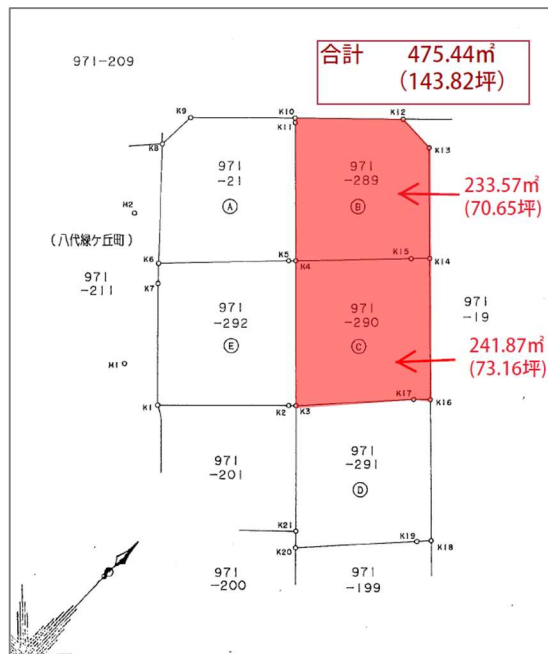 合計 475.44㎡
(143.82坪)
971-209
K9
K10
K11
K12
K8
K13
971
-21
Ⓐ
971
-289
Ⓑ
233.57㎡
(70.65坪)
M2
(八代緑ケ丘町)
K6
K5
K4
K15
K14
971
-211
K7
971
-292
Ⓔ
971
-290
Ⓒ
971
-19
241.87㎡
(73.16坪)
M1
K1
K2
K3
K17
K16
971
-201
971
-291
Ⓓ
K21
K20
K19
K18
971
-200
971
-199